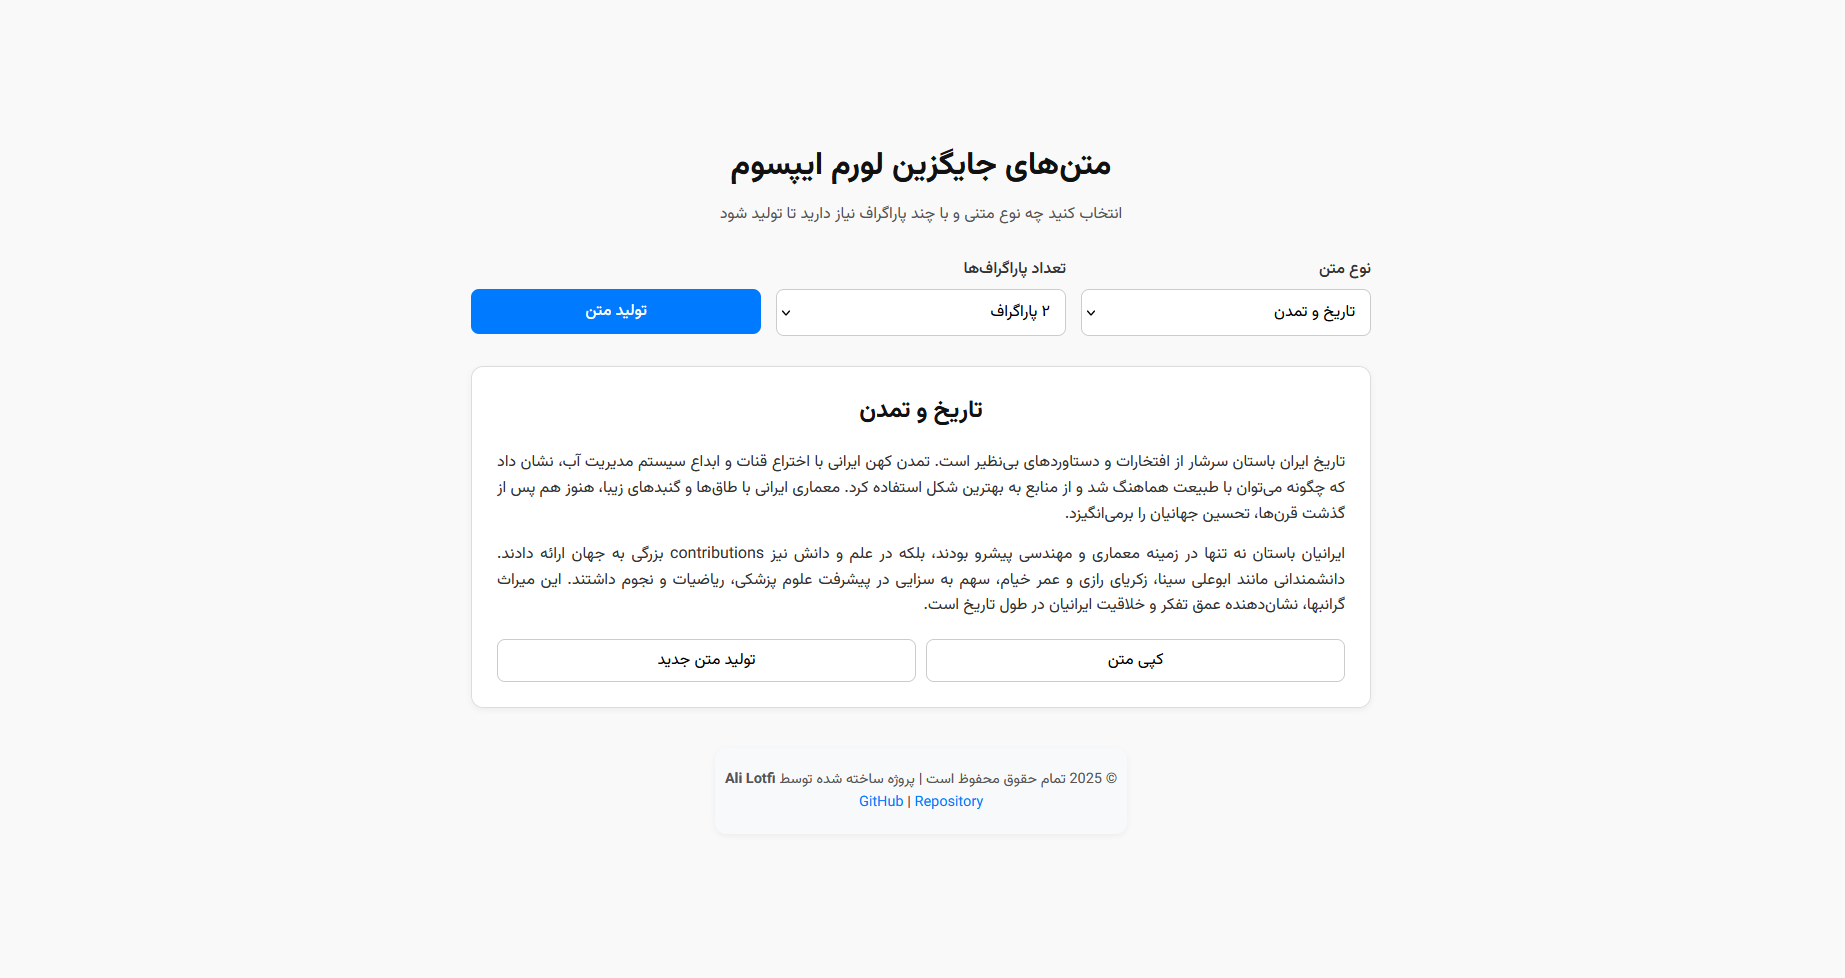 متن‌های جایگزین لورم ایپسوم
انتخاب کنید چه نوع متنی و با چند پاراگراف نیاز دارید تا تولید شود
نوع متن
تعداد پاراگراف‌ها
تاریخ و تمدن
۲ پاراگراف
تولید متن
تاریخ و تمدن
تاریخ ایران باستان سرشار از افتخارات و دستاوردهای بی‌نظیر است. تمدن کهن ایرانی با اختراع قنات و ابداع سیستم مدیریت آب، نشان داد
که چگونه می‌توان با طبیعت هماهنگ شد و از منابع به بهترین شکل استفاده کرد. معماری ایرانی با طاق‌ها و گنبدهای زیبا، هنوز هم پس از
گذشت قرن‌ها، تحسین جهانیان را برمی‌انگیزد.
ایرانیان باستان نه تنها در زمینه معماری و مهندسی پیشرو بودند، بلکه در علم و دانش نیز contributions بزرگی به جهان ارائه دادند.
دانشمندانی مانند ابوعلی سینا، زکریای رازی و عمر خیام، سهم به سزایی در پیشرفت علوم پزشکی، ریاضیات و نجوم داشتند. این میراث
گرانبها، نشان‌دهنده عمق تفکر و خلاقیت ایرانیان در طول تاریخ است.
کپی متن
تولید متن جدید
© 2025 تمام حقوق محفوظ است | پروژه ساخته شده توسط Ali Lotfi
GitHub | Repository